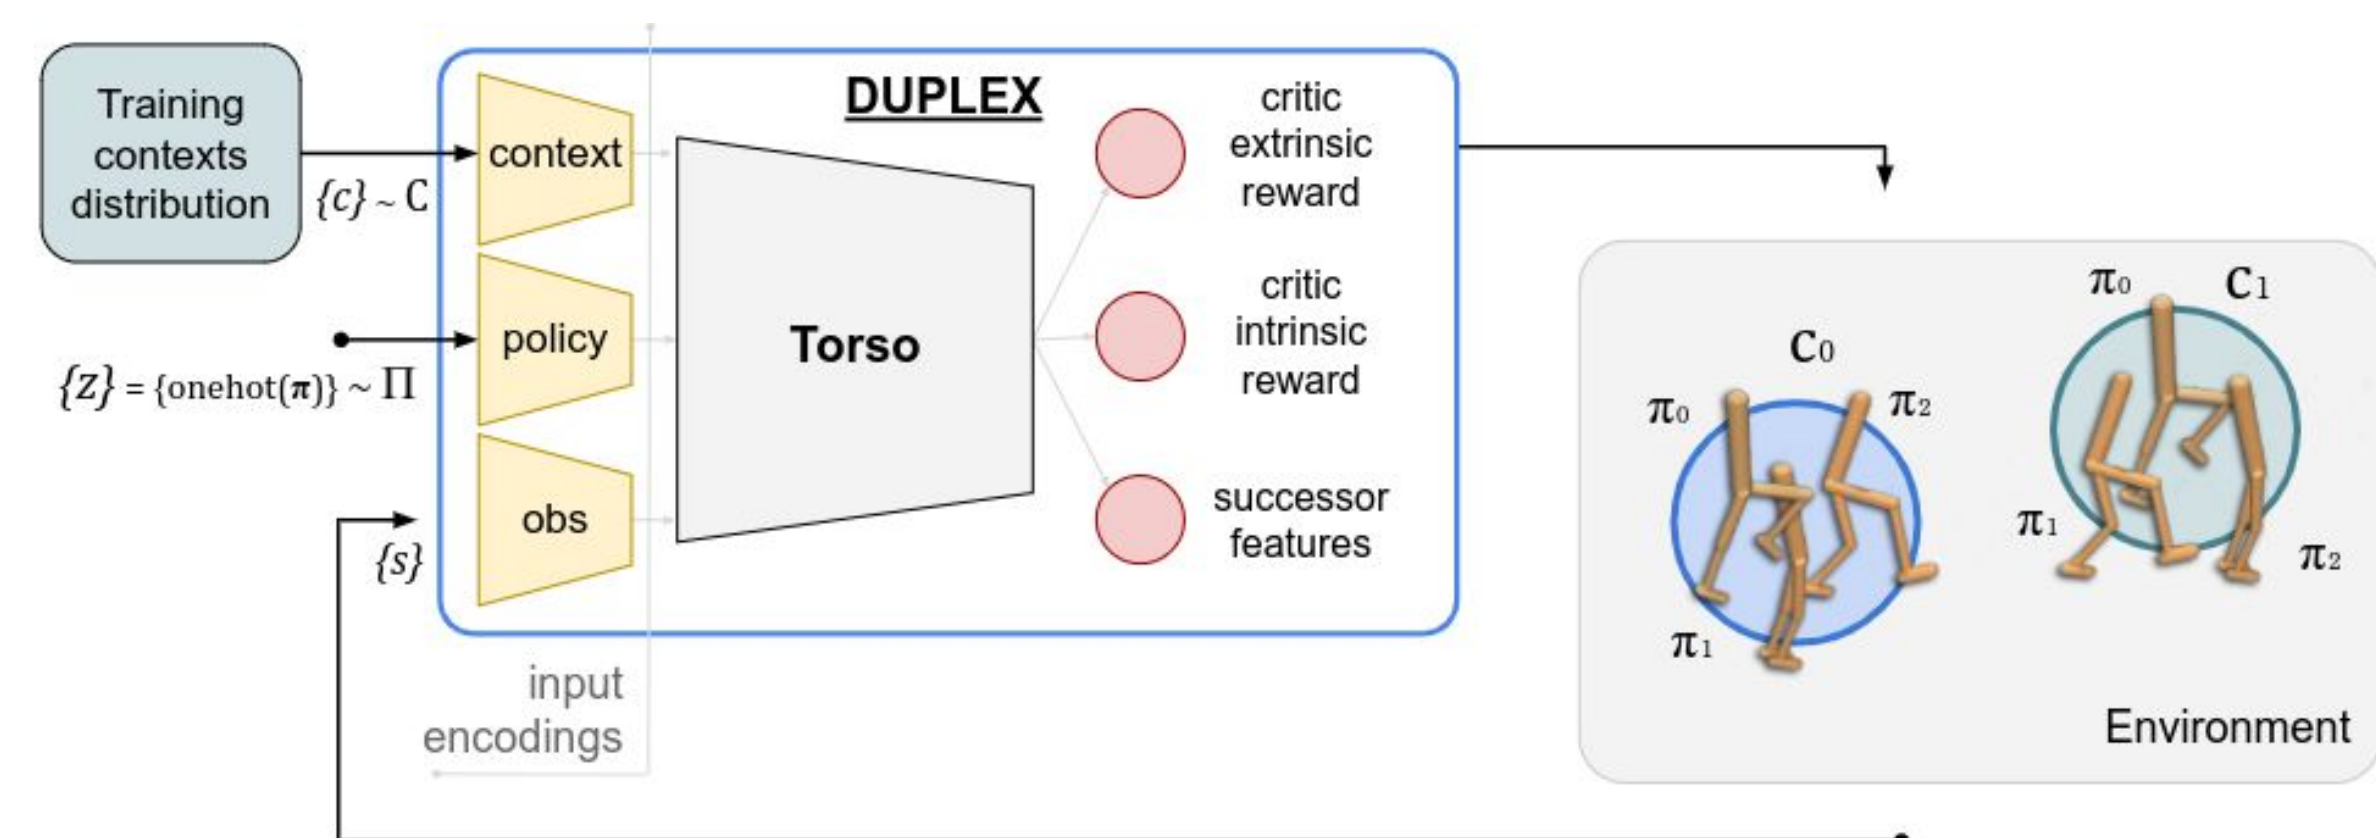 Training
contexts
distribution
{c} ~ C
{z} = {onehot(π)} ~ Π
{s}
DUPLEX
context
policy
obs
Torso
critic
extrinsic
reward
critic
intrinsic
reward
successor
features
input
encodings
C0
π0
π2
π1
π0
C1
π1
π2
Environment